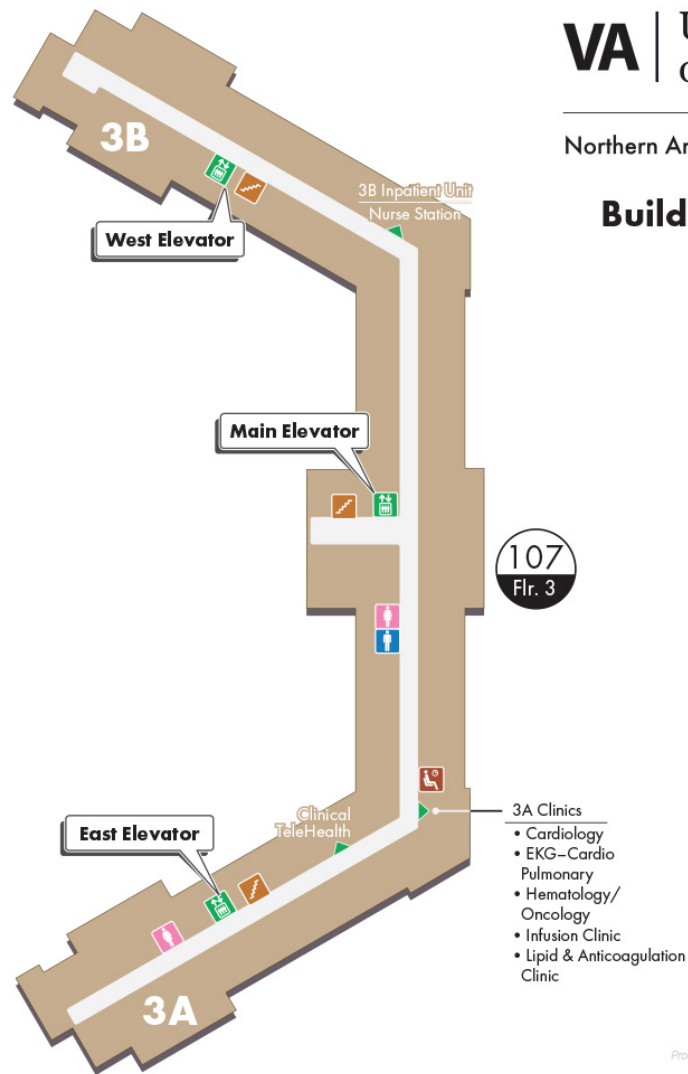 VA
Northern
Build
3B
3B Inpatient Unit
Nurse Station
West Elevator
Main Elevator
107
Flr. 3
Clinical
TeleHealth
East Elevator
3A Clinics
• Cardiology
• EKG–Cardio
Pulmonary
• Hematology/
Oncology
• Infusion Clinic
• Lipid & Anticoagulation
Clinic
3A